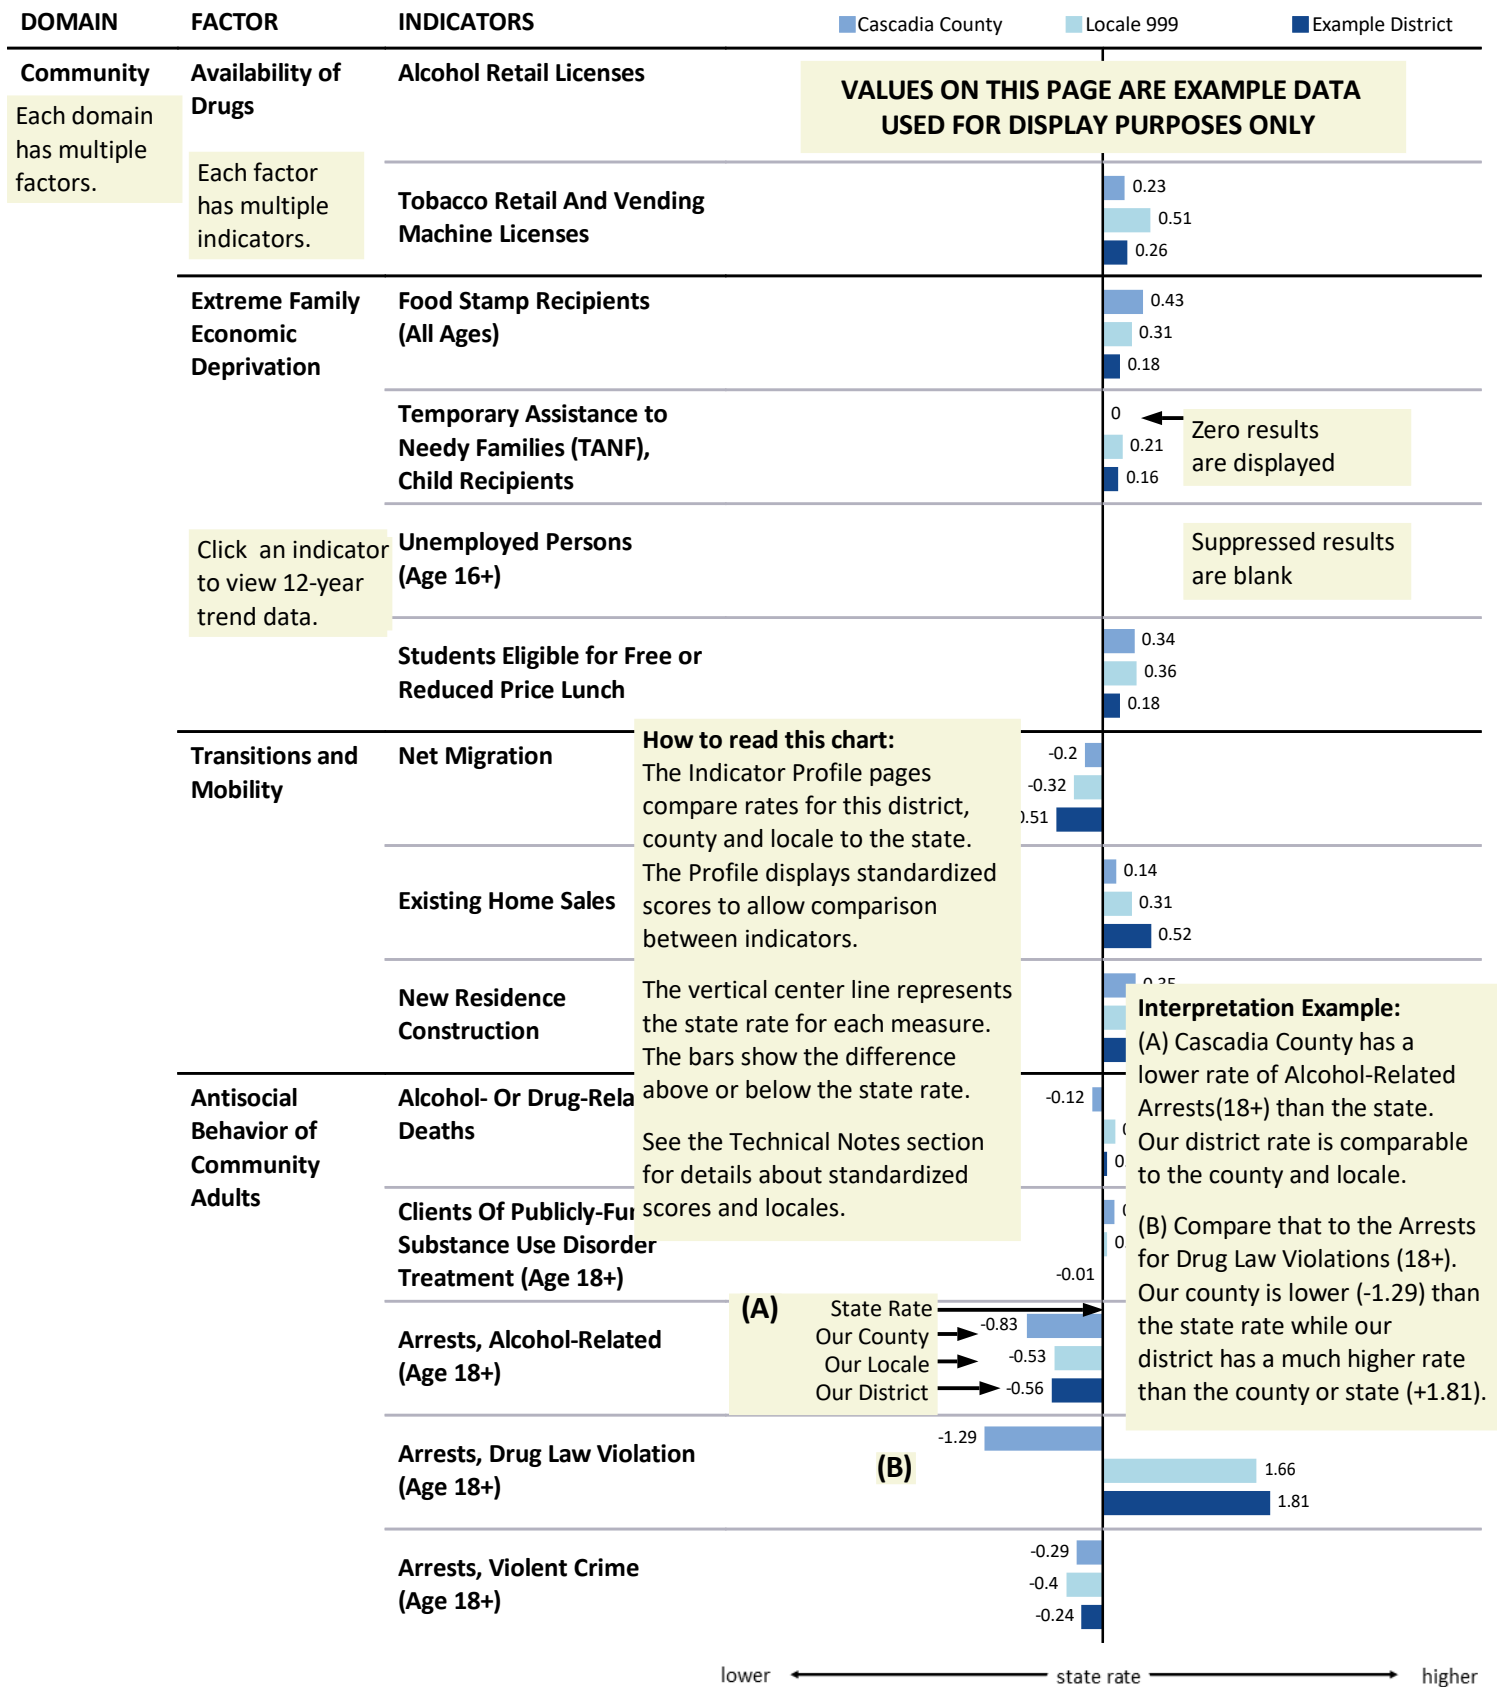 DOMAIN FACTOR INDICATORS Cascadia County Locale 999 Example District
Community
Each domain
has multiple
factors.
Availability of
Drugs
Each factor
has multiple
indicators.
Alcohol Retail Licenses
VALUES ON THIS PAGE ARE EXAMPLE DATA
USED FOR DISPLAY PURPOSES ONLY
Tobacco Retail And Vending
Machine Licenses
0.23
0.51
0.26
Extreme Family
Economic
Deprivation
Food Stamp Recipients
(All Ages)
0.43
0.31
0.18
Temporary Assistance to
Needy Families (TANF),
Child Recipients
0
0.21
0.16
Zero results
are displayed
Click an indicator
to view 12-year
trend data.
Unemployed Persons
(Age 16+)
Suppressed results
are blank
Students Eligible for Free or
Reduced Price Lunch
0.34
0.36
0.18
Transitions and
Mobility
Net Migration
-0.2
-0.32
0.51
How to read this chart:
The Indicator Profile pages
compare rates for this district,
county and locale to the state.
The Profile displays standardized
scores to allow comparison
between indicators.
The vertical center line represents
the state rate for each measure.
The bars show the difference
above or below the state rate.
See the Technical Notes section
for details about standardized
scores and locales.
Existing Home Sales
0.14
0.31
0.52
New Residence
Construction
0.35
Interpretation Example:
(A) Cascadia County has a
lower rate of Alcohol-Related
Arrests(18+) than the state.
Our district rate is comparable
to the county and locale.
(B) Compare that to the Arrests
for Drug Law Violations (18+).
Our county is lower (-1.29) than
the state rate while our
district has a much higher rate
than the county or state (+1.81).
Antisocial
Behavior of
Community
Adults
Alcohol- Or Drug-Rela
Deaths
-0.12
0.
Clients Of Publicly-Fu
Substance Use Disorder
Treatment (Age 18+)
0.
-0.01
Arrests, Alcohol-Related
(Age 18+)
(A) State Rate
Our County -0.83
Our Locale -0.53
Our District -0.56
Arrests, Drug Law Violation
(Age 18+)
(B)
-1.29
1.66
1.81
Arrests, Violent Crime
(Age 18+)
-0.29
-0.4
-0.24
lower state rate higher